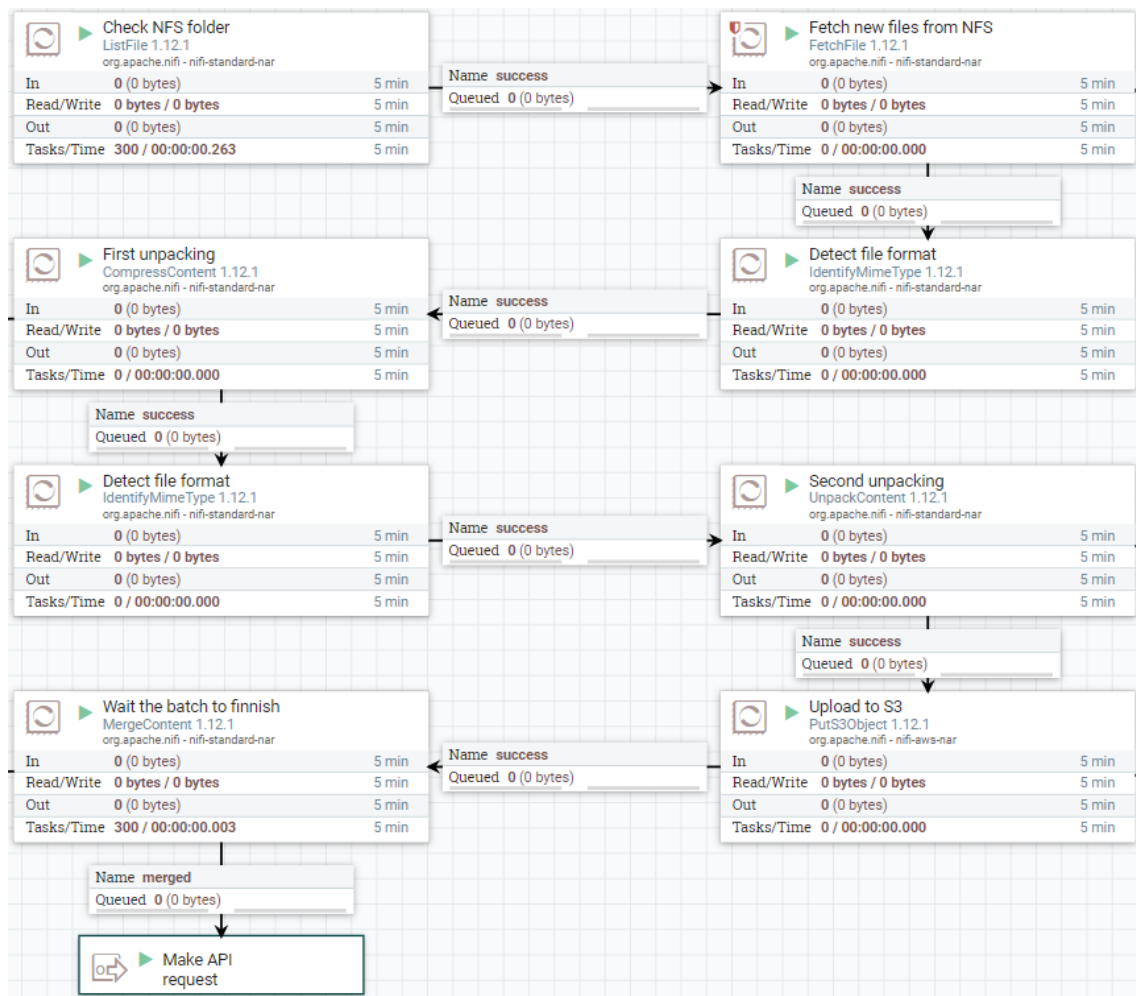 Check NFS folder
ListFile 1.12.1
org.apache.nifi - nifi-standard-nar
In 0 (0 bytes) 5 min
Read/Write 0 bytes / 0 bytes 5 min
Out 0 (0 bytes) 5 min
Tasks/Time 300 / 00:00:00.263 5 min
Name success
Queued 0 (0 bytes)
Fetch new files from NFS
FetchFile 1.12.1
org.apache.nifi - nifi-standard-nar
In 0 (0 bytes) 5 min
Read/Write 0 bytes / 0 bytes 5 min
Out 0 (0 bytes) 5 min
Tasks/Time 0 / 00:00:00.000 5 min
Name success
Queued 0 (0 bytes)
Detect file format
IdentifyMimeType 1.12.1
org.apache.nifi - nifi-standard-nar
In 0 (0 bytes) 5 min
Read/Write 0 bytes / 0 bytes 5 min
Out 0 (0 bytes) 5 min
Tasks/Time 0 / 00:00:00.000 5 min
Name success
Queued 0 (0 bytes)
First unpacking
CompressContent 1.12.1
org.apache.nifi - nifi-standard-nar
In 0 (0 bytes) 5 min
Read/Write 0 bytes / 0 bytes 5 min
Out 0 (0 bytes) 5 min
Tasks/Time 0 / 00:00:00.000 5 min
Name success
Queued 0 (0 bytes)
Detect file format
IdentifyMimeType 1.12.1
org.apache.nifi - nifi-standard-nar
In 0 (0 bytes) 5 min
Read/Write 0 bytes / 0 bytes 5 min
Out 0 (0 bytes) 5 min
Tasks/Time 0 / 00:00:00.000 5 min
Name success
Queued 0 (0 bytes)
Second unpacking
UnpackContent 1.12.1
org.apache.nifi - nifi-standard-nar
In 0 (0 bytes) 5 min
Read/Write 0 bytes / 0 bytes 5 min
Out 0 (0 bytes) 5 min
Tasks/Time 0 / 00:00:00.000 5 min
Name success
Queued 0 (0 bytes)
Upload to S3
PutS3Object 1.12.1
org.apache.nifi - nifi-aws-nar
In 0 (0 bytes) 5 min
Read/Write 0 bytes / 0 bytes 5 min
Out 0 (0 bytes) 5 min
Tasks/Time 0 / 00:00:00.000 5 min
Name success
Queued 0 (0 bytes)
Wait the batch to finnish
MergeContent 1.12.1
org.apache.nifi - nifi-standard-nar
In 0 (0 bytes) 5 min
Read/Write 0 bytes / 0 bytes 5 min
Out 0 (0 bytes) 5 min
Tasks/Time 300 / 00:00:00.003 5 min
Name merged
Queued 0 (0 bytes)
Make API
request